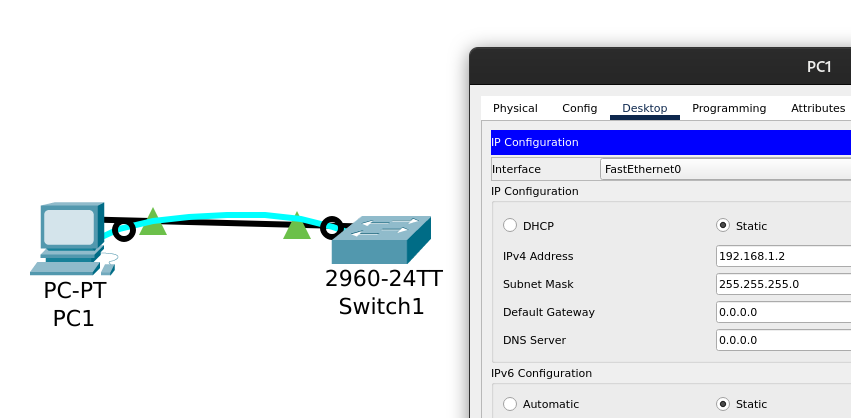 PC1
Physical Config Desktop Programming Attributes
IP Configuration
Interface FastEthernet0
IP Configuration
DHCP Static
IPv4 Address 192.168.1.2
Subnet Mask 255.255.255.0
Default Gateway 0.0.0.0
DNS Server 0.0.0.0
IPv6 Configuration
Automatic Static
PC-PT
PC1
2960-24TT
Switch1